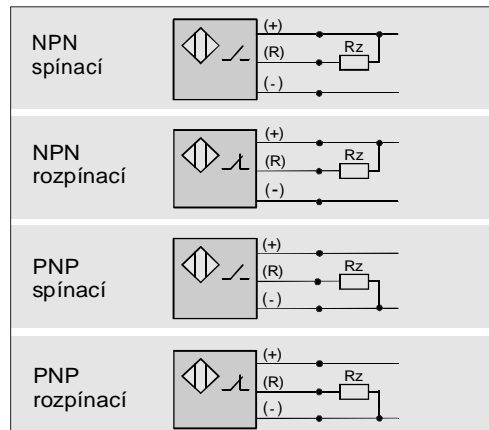 NPN
spínací
(+)
(R)
Rz
(-)
NPN
rozpínací
(+)
(R)
Rz
(-)
PNP
spínací
(+)
(R)
Rz
(-)
PNP
rozpínací
(+)
(R)
Rz
(-)